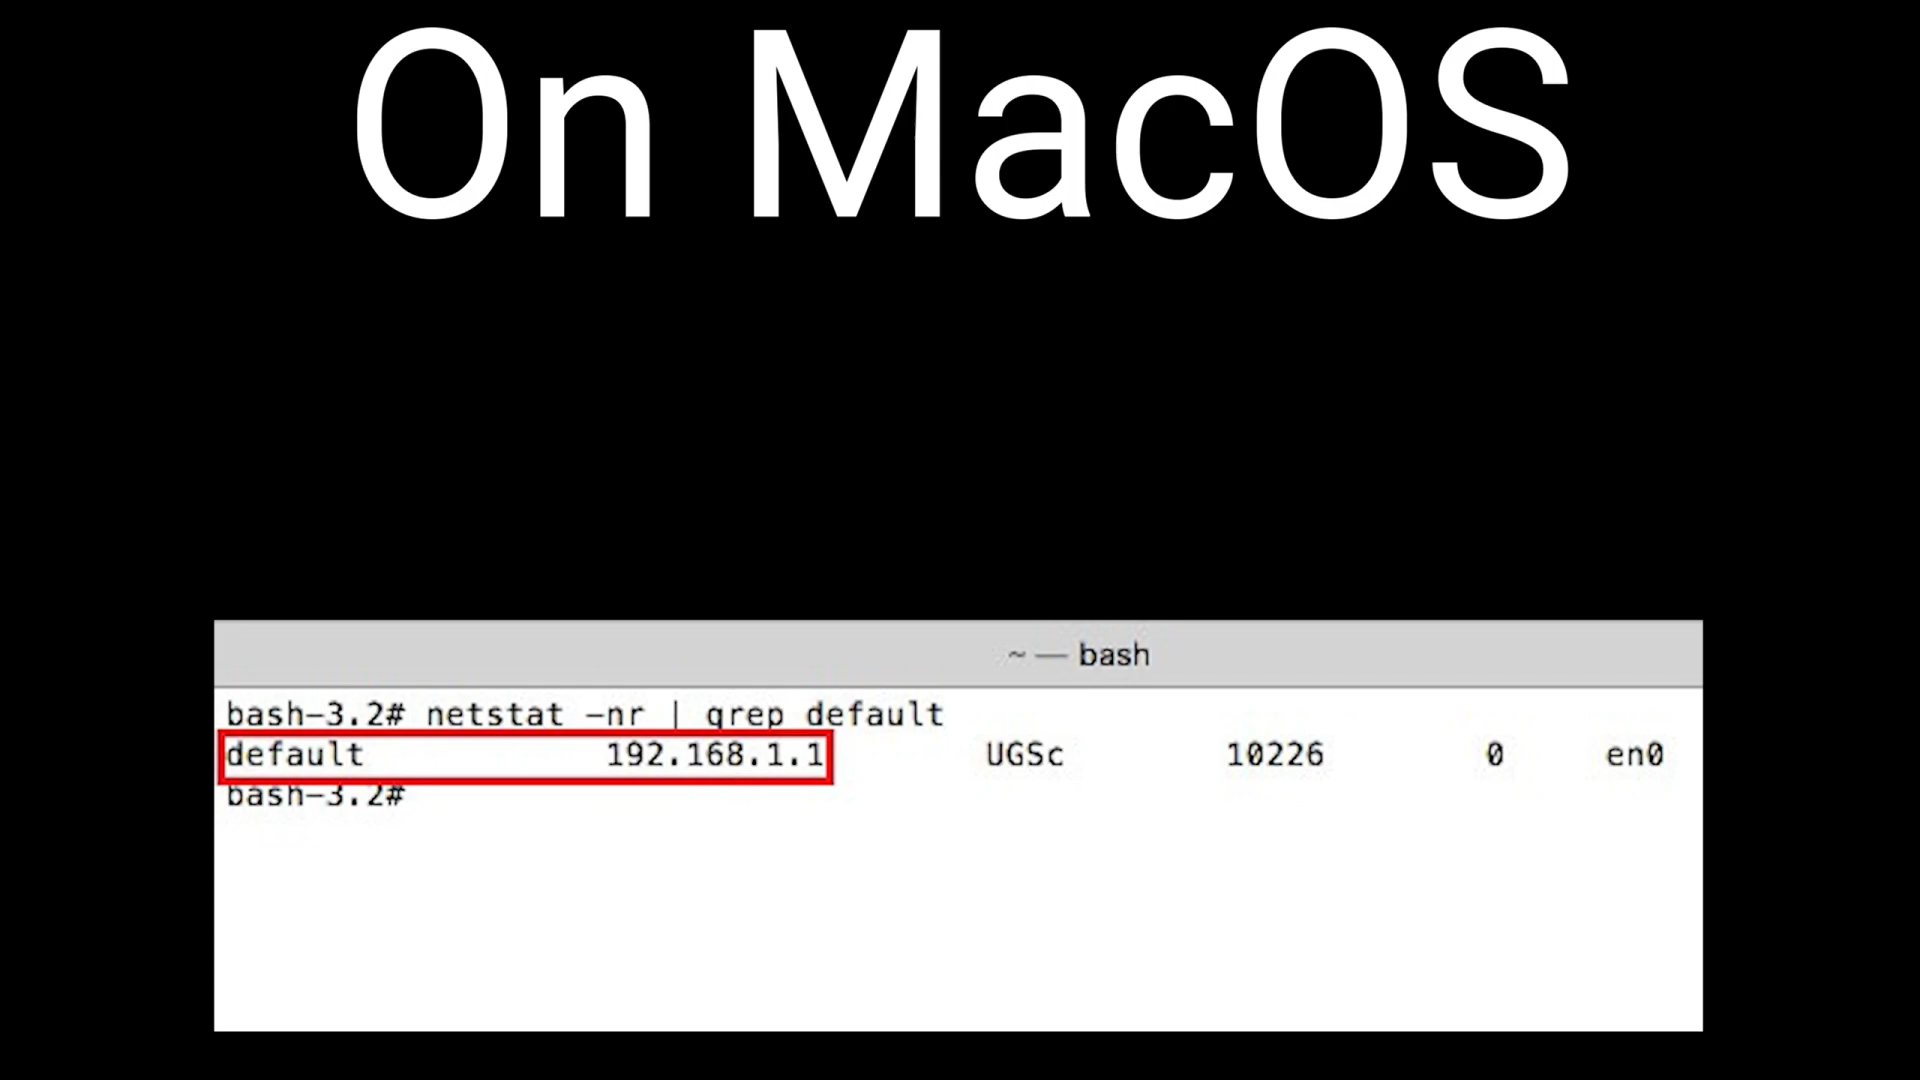 On MacOS
~ — bash
bash-3.2# netstat -nr | grep default
default 192.168.1.1 UGSc 10226 0 en0
bash-3.2#